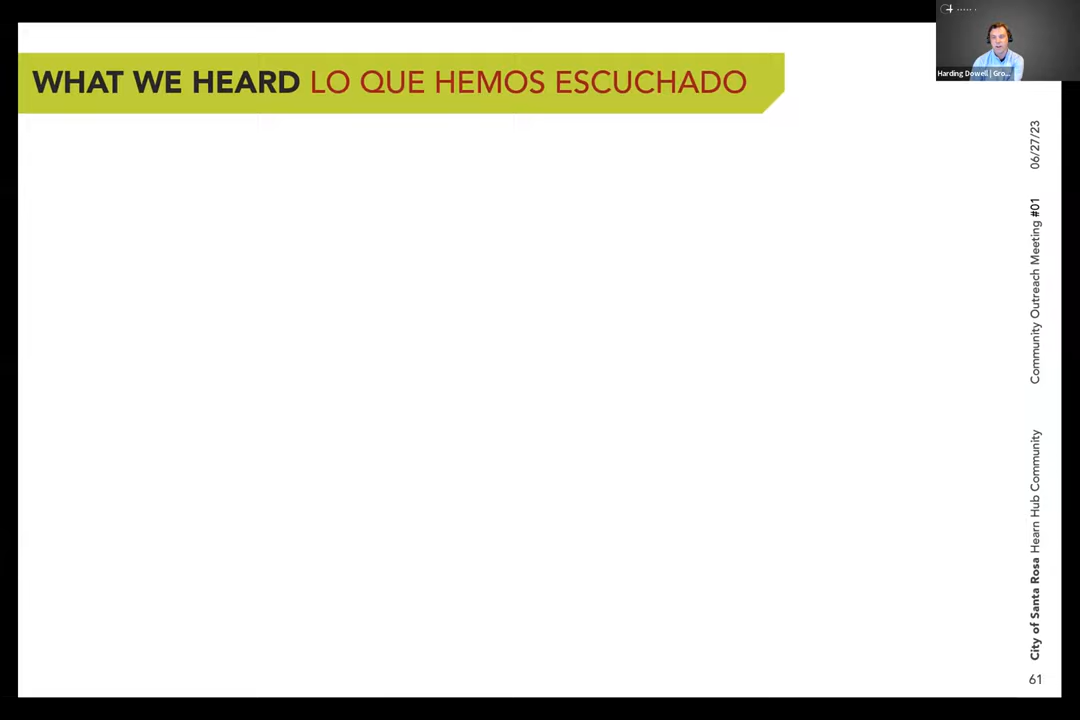 WHAT WE HEARD LO QUE HEMOS ESCUCHADO
Harding Dowell | Gro...
06/27/23
Community Outreach Meeting #01
City of Santa Rosa Hearn Hub Community
61